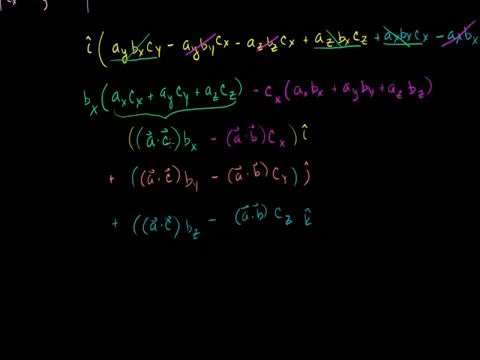 î ( a_y b_x c_y - a_y b_y c_x - a_z b_z c_x + a_z b_x c_z + a_x b_x c_x - a_x b_x
b_x ( a_x c_x + a_y c_y + a_z c_z ) - c_x ( a_x b_x + a_y b_y + a_z b_z )
( ( a⃗ · c⃗ ) b_x - ( a⃗ · b⃗ ) c_x ) î
+ ( ( a⃗ · c⃗ ) b_y - ( a⃗ · b⃗ ) c_y ) ĵ
+ ( ( a⃗ · c⃗ ) b_z - ( a⃗ · b⃗ ) c_z k̂